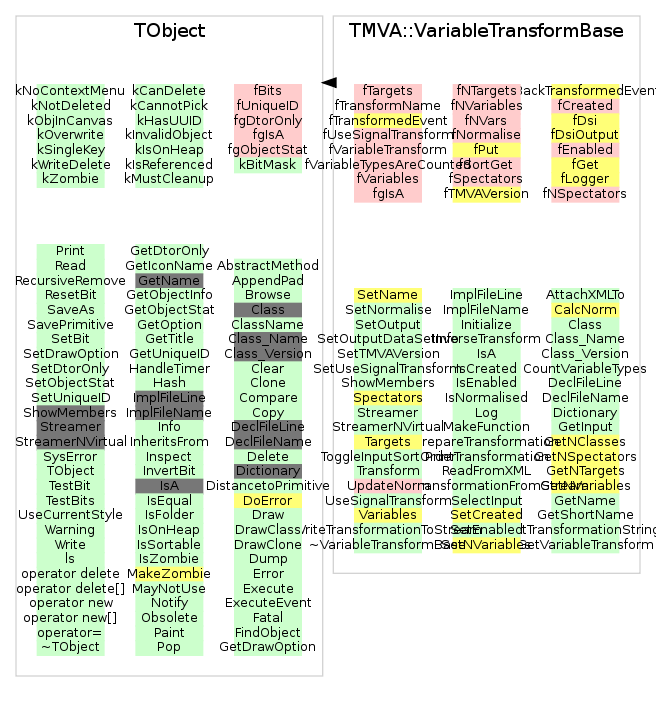 TObject
kNoContextMenu
kNotDeleted
kObjInCanvas
kOverwrite
kSingleKey
kWriteDelete
kZombie
kCanDelete
kCannotPick
kHasUUID
kInvalidObject
kIsOnHeap
kIsReferenced
kMustCleanup
fBits
fUniqueID
fgDtorOnly
fgIsA
fgObjectStat
kBitMask
Print
Read
RecursiveRemove
ResetBit
SaveAs
SavePrimitive
SetBit
SetDrawOption
SetDtorOnly
SetObjectStat
SetUniqueID
ShowMembers
Streamer
StreamerNVirtual
SysError
TObject
TestBit
TestBits
UseCurrentStyle
Warning
Write
ls
operator delete
operator delete[]
operator new
operator new[]
operator=
~TObject
GetDtorOnly
GetIconName
GetName
GetObjectInfo
GetObjectStat
GetOption
GetTitle
GetUniqueID
HandleTimer
Hash
ImplFileLine
ImplFileName
Info
InheritsFrom
Inspect
InvertBit
IsA
IsEqual
IsFolder
IsOnHeap
IsSortable
IsZombie
MakeZombie
MayNotUse
Notify
Obsolete
Paint
Pop
AbstractMethod
AppendPad
Browse
Class
ClassName
Class_Name
Class_Version
Clear
Clone
Compare
Copy
DeclFileLine
DeclFileName
Delete
Dictionary
DistancetoPrimitive
DoError
Draw
DrawClass
DrawClone
Dump
Error
Execute
ExecuteEvent
Fatal
FindObject
GetDrawOption
TMVA::VariableTransformBase
fTargets
fTransformName
fTransformedEvent
fUseSignalTransform
fVariableTransform
fVariableTypesAreCounted
fVariables
fgIsA
fNTargets
fNVariables
fNVars
fNormalise
fPut
fSortGet
fSpectators
fTMVAVersion
fCreated
fDsi
fDsiOutput
fEnabled
fGet
fLogger
fNSpectators
SetName
SetNormalise
SetOutput
SetTMVAVersion
SetUseSignalTransform
ShowMembers
Spectators
Streamer
StreamerNVirtual
Targets
Transform
UpdateNorm
UseSignalTransform
Variables
~VariableTransformBase
ImplFileLine
ImplFileName
Initialize
IsA
IsCreated
IsEnabled
IsNormalised
Log
MakeFunction
ReadFromXML
SelectInput
SetCreated
SetEnabled
SetNVariables
AttachXMLTo
CalcNorm
Class
Class_Name
Class_Version
CountVariableTypes
DeclFileLine
DeclFileName
Dictionary
GetInput
GetNClasses
GetNSpectators
GetNTargets
GetNVariables
GetName
GetShortName
GetVariableTransform